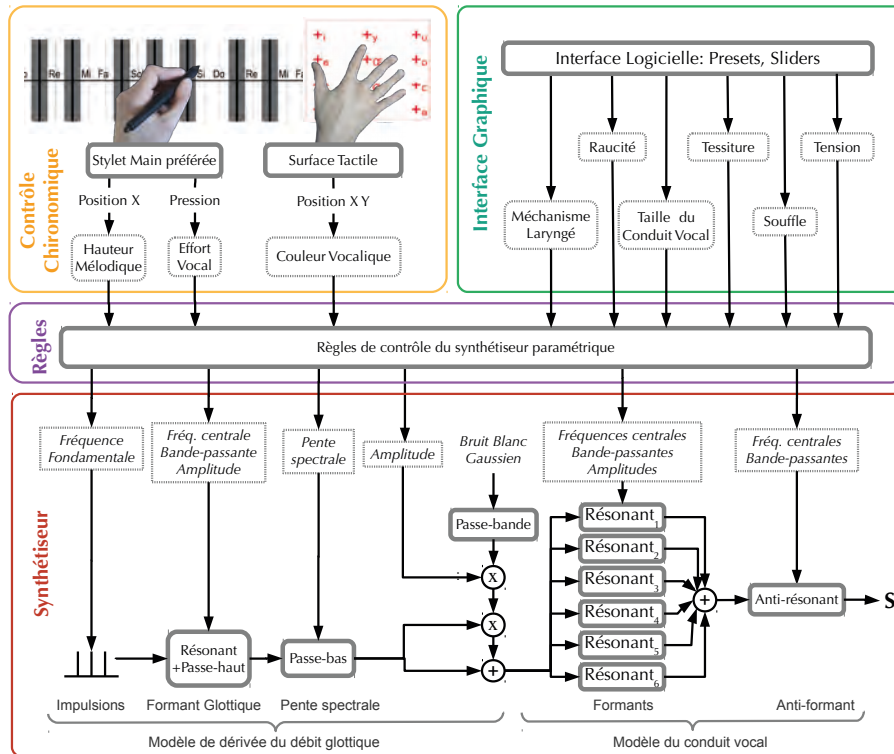 Contrôle
Chironomique
Re Mi Fa So Si Do Re Mi Fa
+i +y +u
+e +o
Stylet Main préférée
Surface Tactile
Position X
Pression
Position X Y
Hauteur
Mélodique
Effort
Vocal
Couleur Vocalique
Interface Graphique
Interface Logicielle: Presets, Sliders
Raucité
Tessiture
Tension
Méchanisme
Laryngé
Taille du
Conduit Vocal
Souffle
Règles
Règles de contrôle du synthétiseur paramétrique
Synthétiseur
Fréquence
Fondamentale
Fréq. centrale
Bande-passante
Amplitude
Pente
spectrale
Amplitude
Bruit Blanc
Gaussien
Fréquences centrales
Bande-passantes
Amplitudes
Fréq. centrales
Bande-passantes
Passe-bande
x
x
+
Résonant1
Résonant2
Résonant3
Résonant4
Résonant5
Résonant6
+
Anti-résonant
S
Résonant
+Passe-haut
Passe-bas
Impulsions
Formant Glottique
Pente spectrale
Formants
Anti-formant
Modèle de dérivée du débit glottique
Modèle du conduit vocal